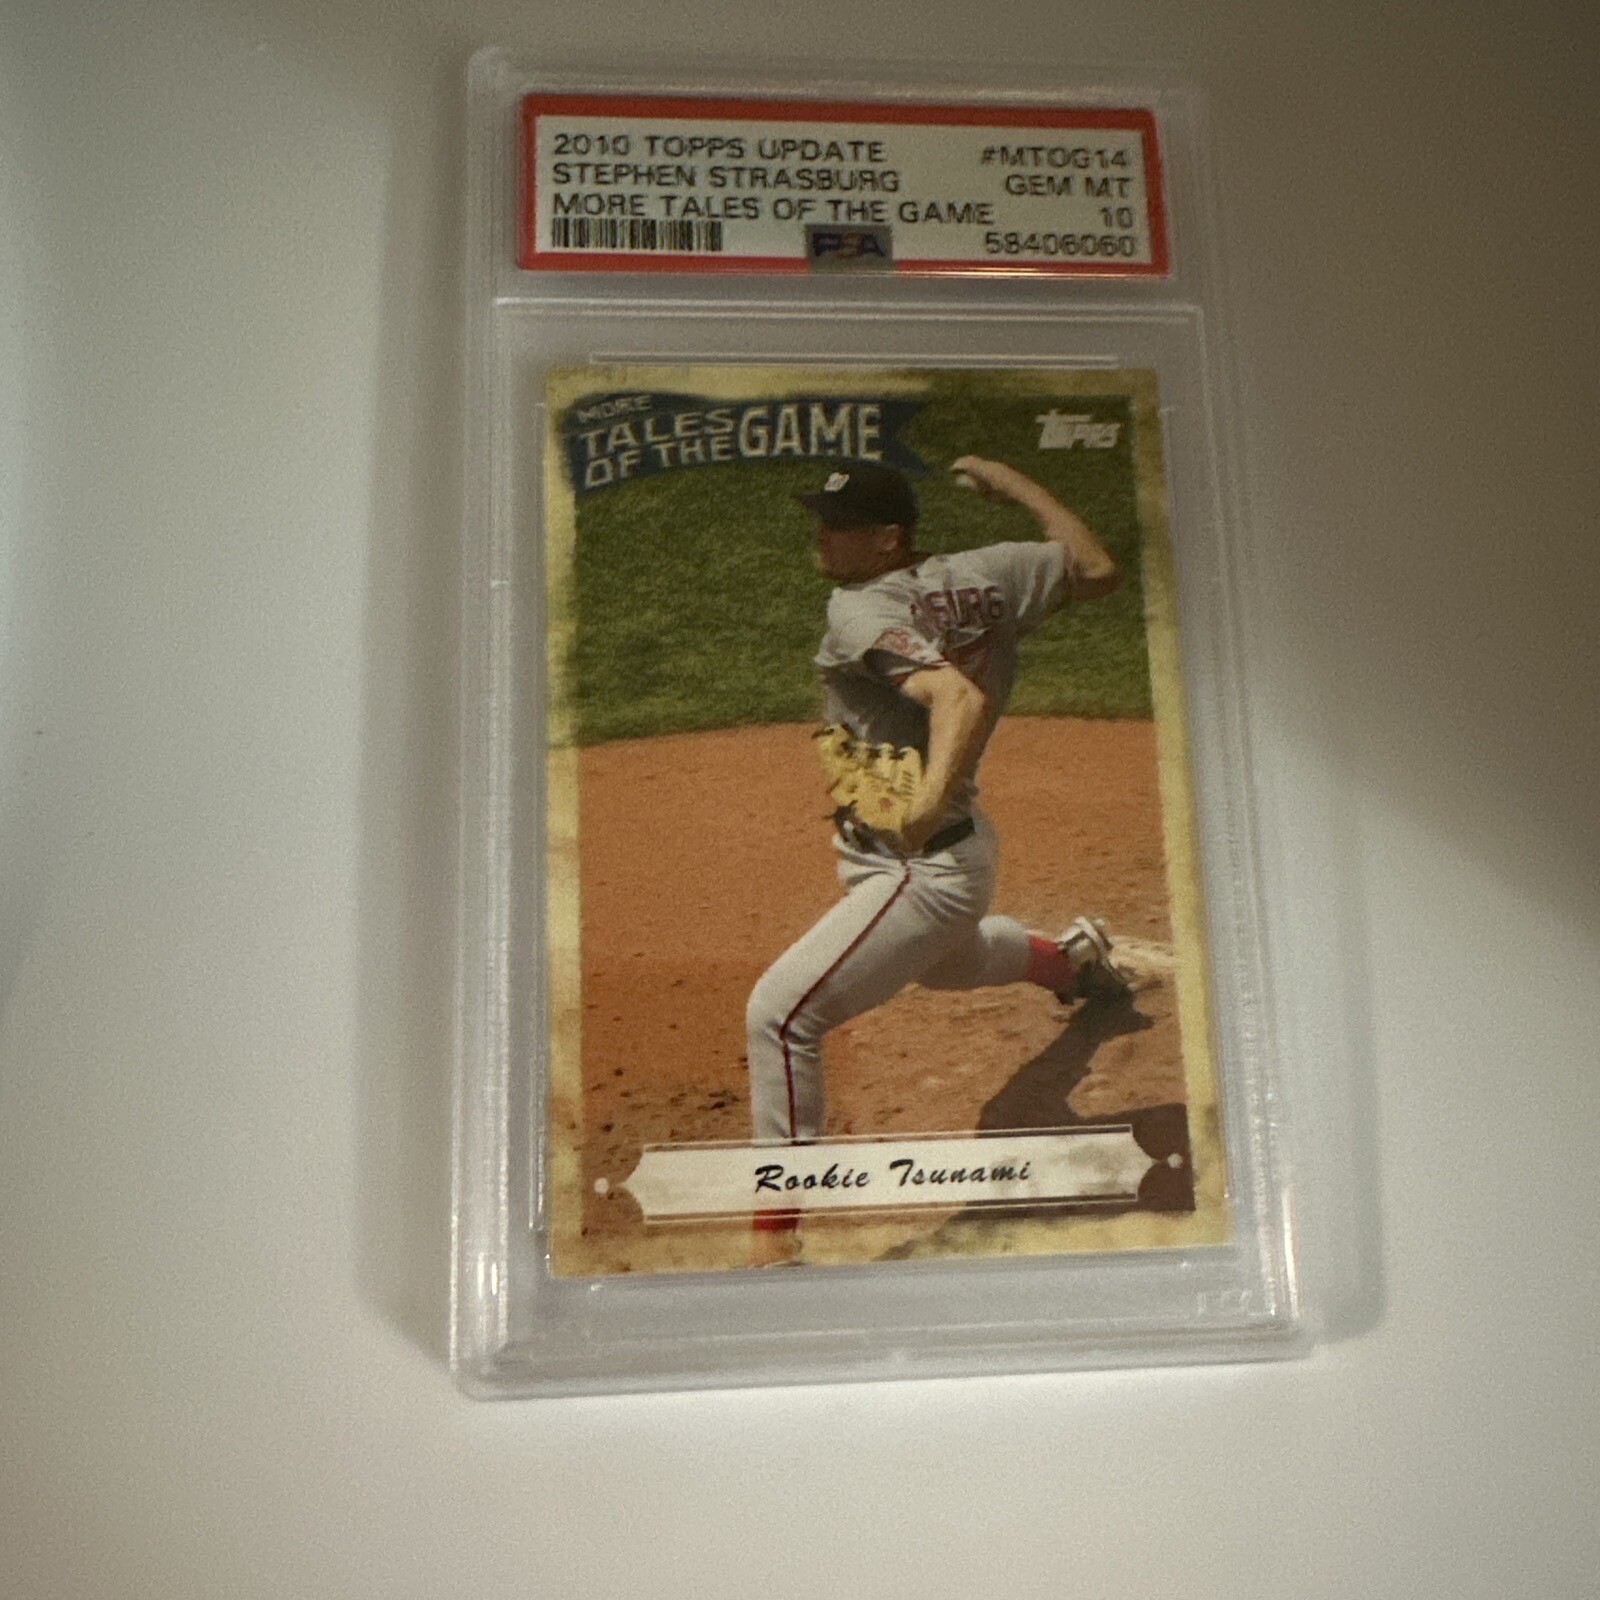 2010 TOPPS UPDATE #MTOG14
STEPHEN STRASBURG GEM MT
MORE TALES OF THE GAME 10
PSA 58406060
MORE
TALES
OF THE GAME
Topps
W
SBURG
Rookie Tsunami